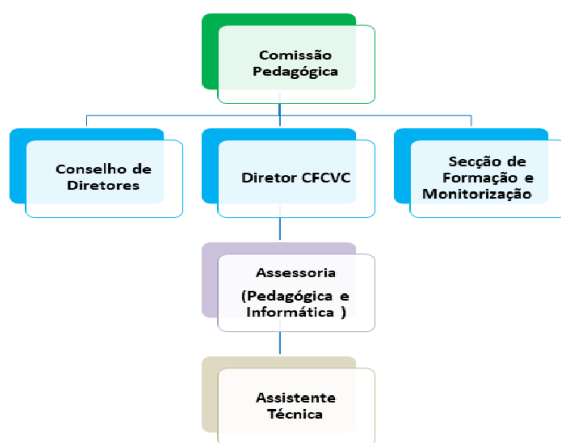 Comissão
Pedagógica
Conselho de
Diretores
Diretor CFCVC
Secção de
Formação e
Monitorização
Assessoria
(Pedagógica e
Informática )
Assistente
Técnica